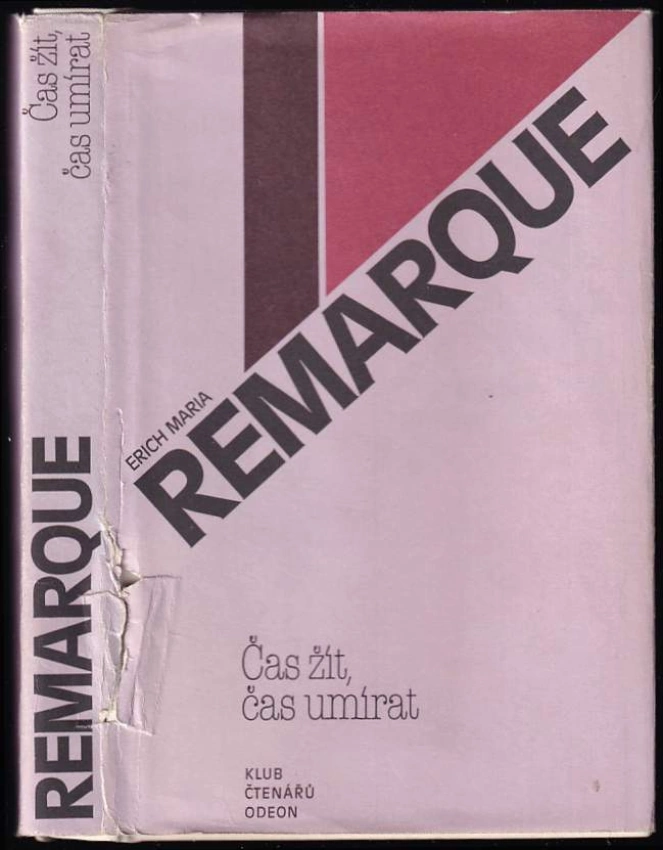 Čas žít,
čas umírat
REMARQUE
ERICH MARIA
REMARQUE
Čas žít,
čas umírat
KLUB
ČTENÁŘŮ
ODEON